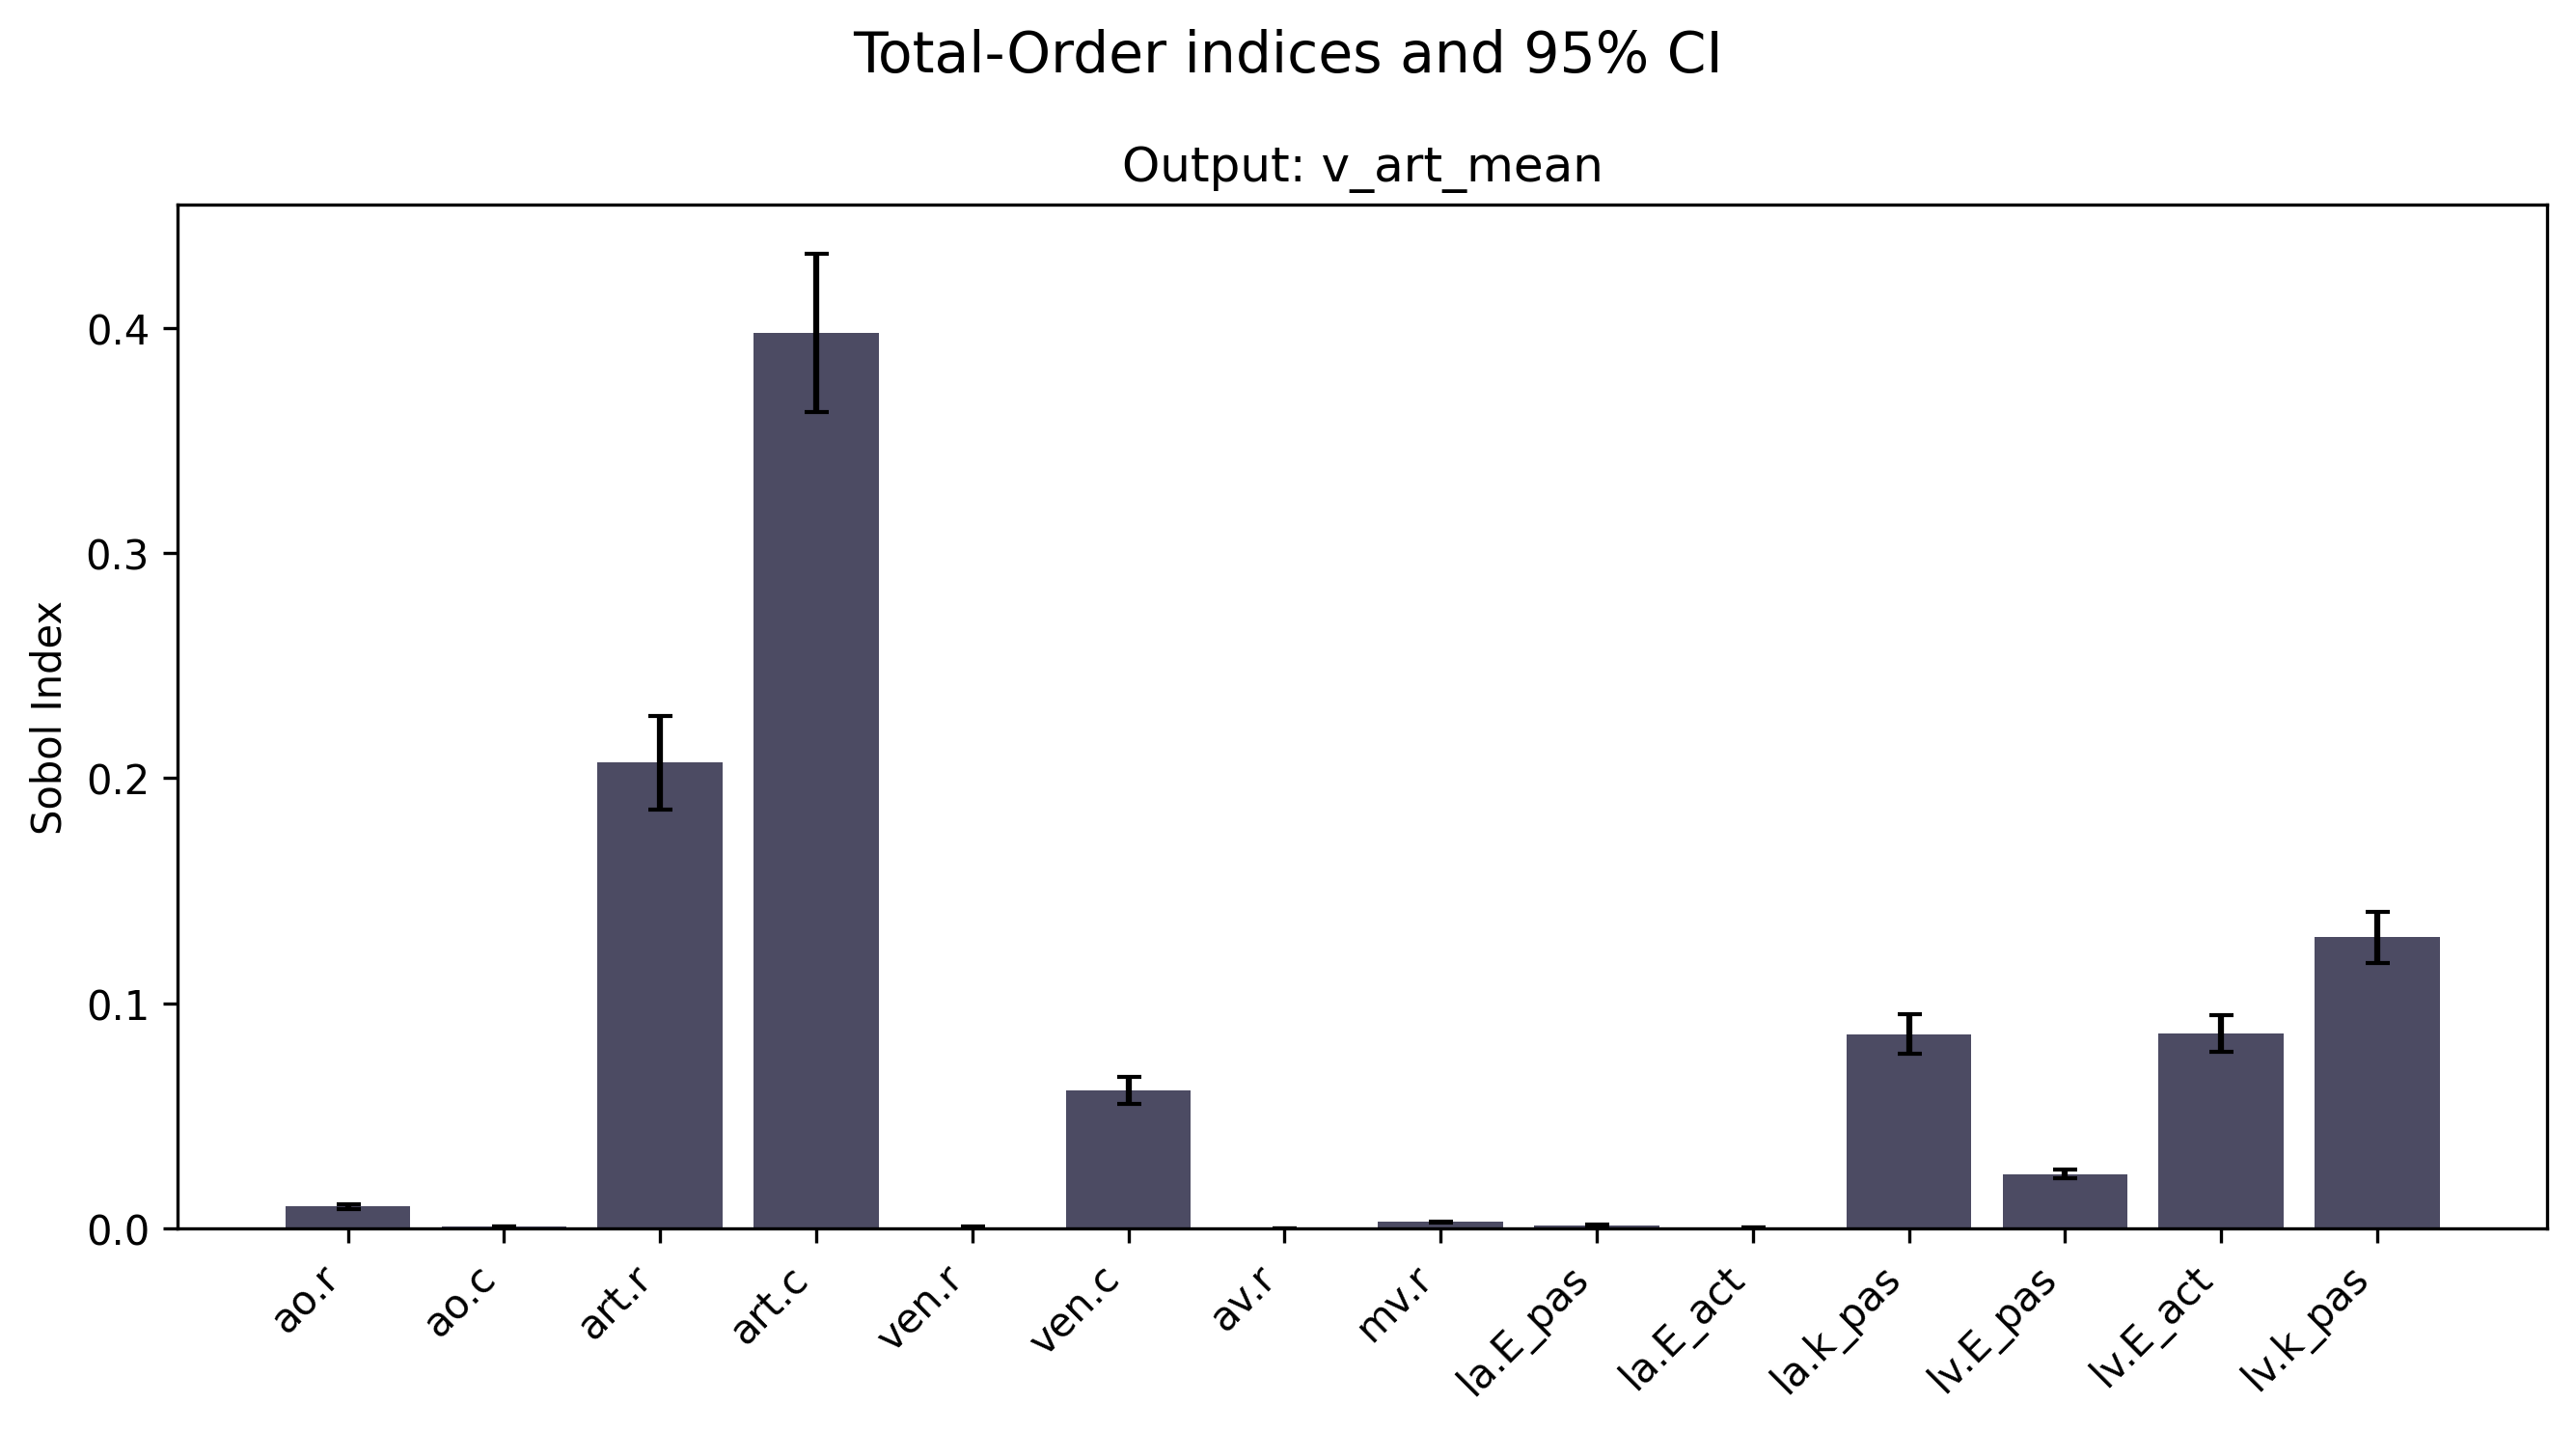 Total-Order indices and 95% CI
Output: v_art_mean
Sobol Index
0.4
0.3
0.2
0.1
0.0
ao.r
ao.c
art.r
art.c
ven.r
ven.c
av.r
mv.r
la.E_pas
la.E_act
la.k_pas
lv.E_pas
lv.E_act
lv.k_pas